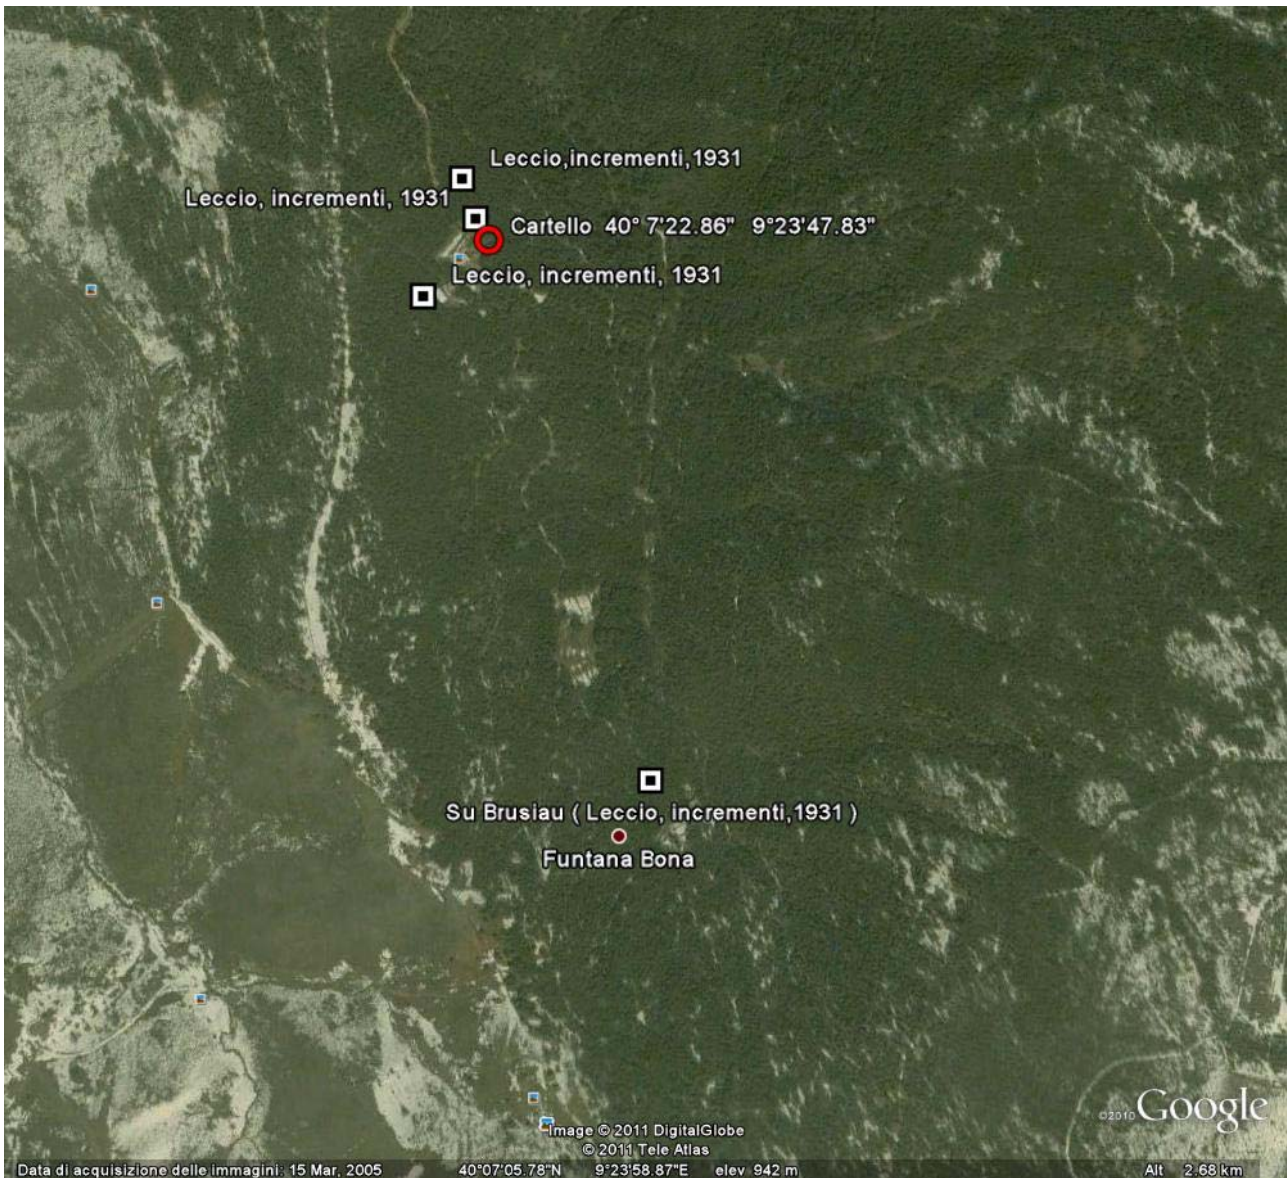 Leccio,incrementi,1931
Leccio, incrementi, 1931
Cartello 40° 7'22.86" 9°23'47.83"
Leccio, incrementi, 1931
Su Brusiau ( Leccio, incrementi,1931 )
Funtana Bona
©2010 Google
Image © 2011 DigitalGlobe
© 2011 Tele Atlas
Data di acquisizione delle immagini: 15 Mar, 2005 40°07'05.78"N 9°23'58.87"E elev 942 m Alt 2.68 km